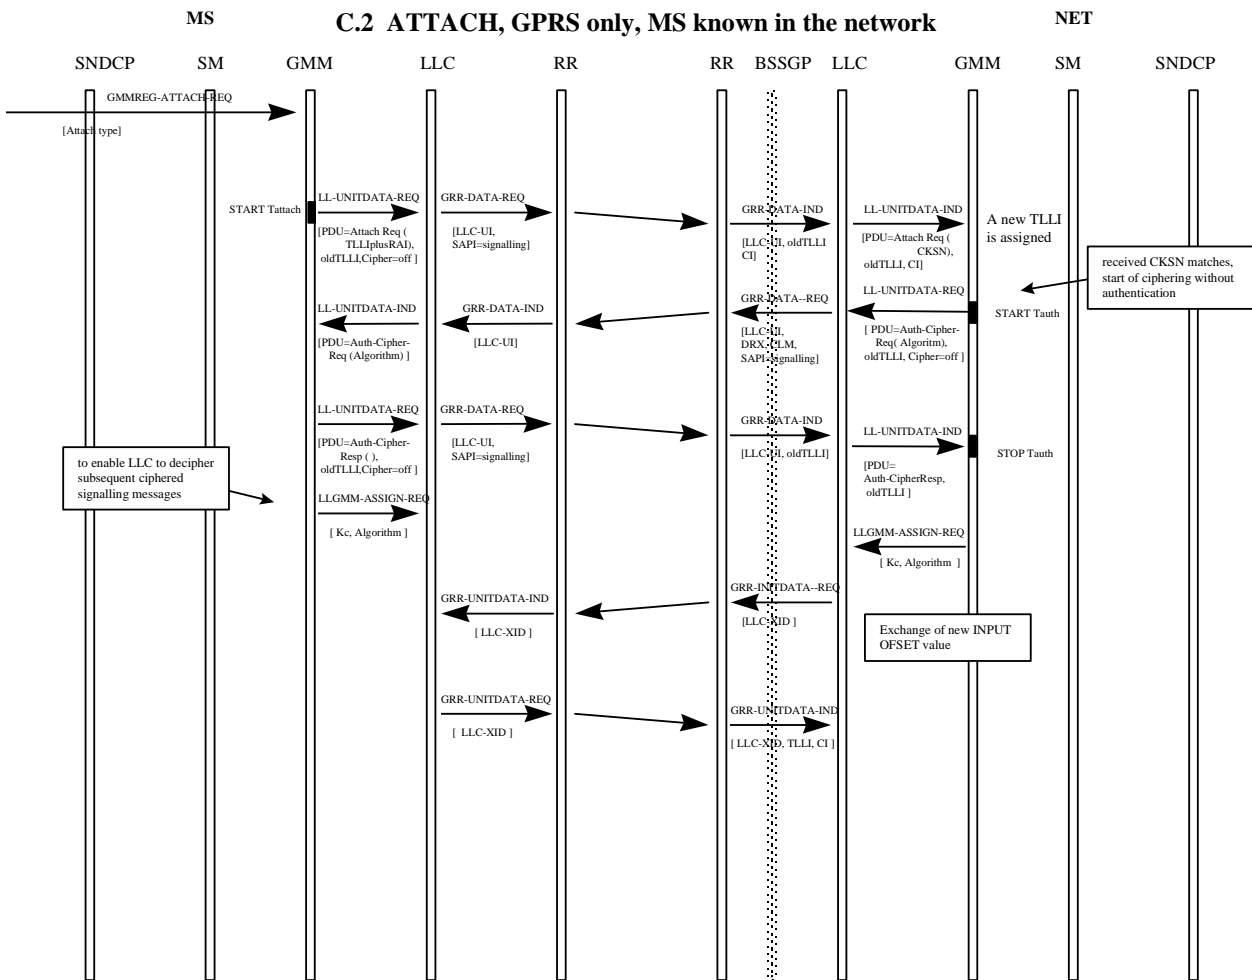 MS
C.2 ATTACH, GPRS only, MS known in the network
NET
SNDCP
SM
GMM
LLC
RR
RR
BSSGP
LLC
GMM
SM
SNDCP
GMMREG-ATTACH-REQ
[Attach type]
START Tattach
LL-UNITDATA-REQ
[PDU=Attach Req (
TLLIplusRAI),
oldTLLI,Cipher=off ]
GRR-DATA-REQ
[LLC-UI,
SAPI=signalling]
GRR-DATA-IND
[LLC-UI, oldTLLI
CI]
LL-UNITDATA-IND
[PDU=Attach Req (
CKSN),
oldTLLI, CI]
A new TLLI
is assigned
received CKSN matches,
start of ciphering without
authentication
LL-UNITDATA-IND
[PDU=Auth-Cipher-
Req (Algorithm) ]
GRR-DATA-IND
[LLC-UI]
GRR-DATA--REQ
[LLC-UI,
DRX, CLM,
SAPI=signalling]
LL-UNITDATA-REQ
[ PDU=Auth-Cipher-
Req( Algoritm),
oldTLLI, Cipher=off ]
START Tauth
LL-UNITDATA-REQ
[PDU=Auth-Cipher-
Resp ( ),
oldTLLI,Cipher=off ]
GRR-DATA-REQ
[LLC-UI,
SAPI=signalling]
GRR-DATA-IND
[LLC-UI, oldTLLI]
LL-UNITDATA-IND
[PDU=
Auth-CipherResp,
oldTLLI ]
STOP Tauth
to enable LLC to decipher
subsequent ciphered
signalling messages
LLGMM-ASSIGN-REQ
[ Kc, Algorithm ]
LLGMM-ASSIGN-REQ
[ Kc, Algorithm ]
GRR-UNITDATA-IND
[ LLC-XID ]
GRR-INITDATA--REQ
[LLC-XID ]
Exchange of new INPUT
OFSET value
GRR-UNITDATA-REQ
[ LLC-XID ]
GRR-UNITDATA-IND
[ LLC-XID, TLLI, CI ]